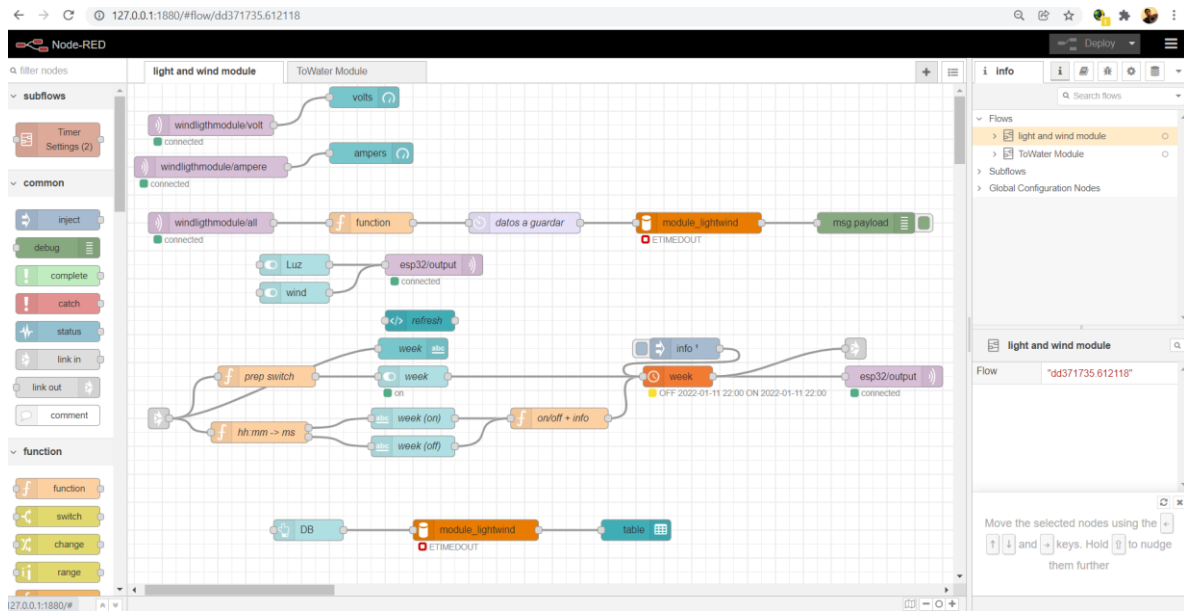 127.0.0.1:1880/#flow/dd371735.612118
Node-RED
Deploy
filter nodes
light and wind module
ToWater Module
info
i
Search flows
subflows
Timer
Settings (2)
common
inject
debug
complete
catch
status
link in
link out
comment
function
function
switch
change
range
volts
windligthmodule/volt
connected
ampers
windligthmodule/ampere
connected
windligthmodule/all
connected
function
datos a guardar
module_lightwind
ETIMEDOUT
msg.payload
Luz
wind
esp32/output
connected
refresh
week abc
prep switch
week
on
hh:mm -> ms
abc week (on)
abc week (off)
on/off + info
info ¹
week
OFF 2022-01-11 22:00 ON 2022-01-11 22:00
esp32/output
connected
DB
module_lightwind
ETIMEDOUT
table
Flows
light and wind module
ToWater Module
Subflows
Global Configuration Nodes
light and wind module
Flow
"dd371735.612118"
Move the selected nodes using the ←
↑ ↓ and → keys. Hold ⇧ to nudge
them further
127.0.0.1:1880/#